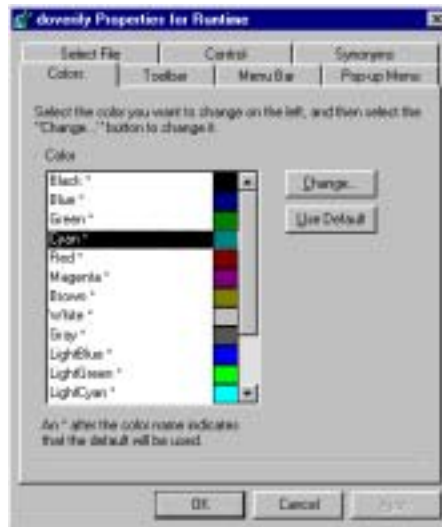 doverify Properties for Runtime
Select File Control Synonyms
Colors Toolbar Menu Bar Pop-up Menu
Select the color you want to change on the left, and then select the
"Change..." button to change it.
Color
Black *
Blue *
Green *
Cyan *
Red *
Magenta *
Brown *
White *
Gray *
LightBlue *
LightGreen *
LightCyan *
Change...
Use Default
An * after the color name indicates
that the default will be used.
OK Cancel Apply